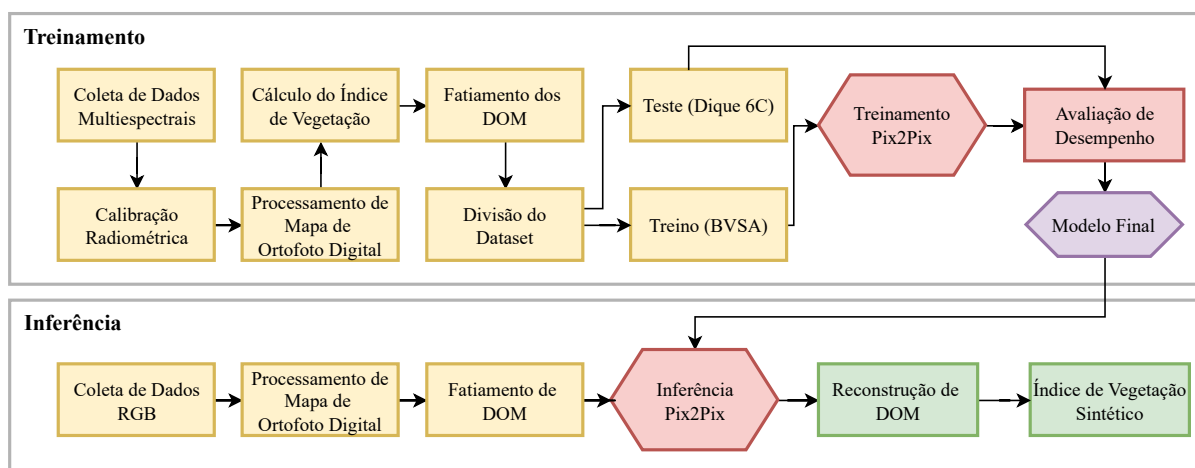 Treinamento
Coleta de Dados
Multiespectrais
Cálculo do Índice
de Vegetação
Fatiamento dos
DOM
Teste (Dique 6C)
Treinamento
Pix2Pix
Avaliação de
Desempenho
Calibração
Radiométrica
Processamento de
Mapa de
Ortofoto Digital
Divisão do
Dataset
Treino (BVSA)
Modelo Final
Inferência
Coleta de Dados
RGB
Processamento de
Mapa de
Ortofoto Digital
Fatiamento de
DOM
Inferência
Pix2Pix
Reconstrução de
DOM
Índice de Vegetação
Sintético